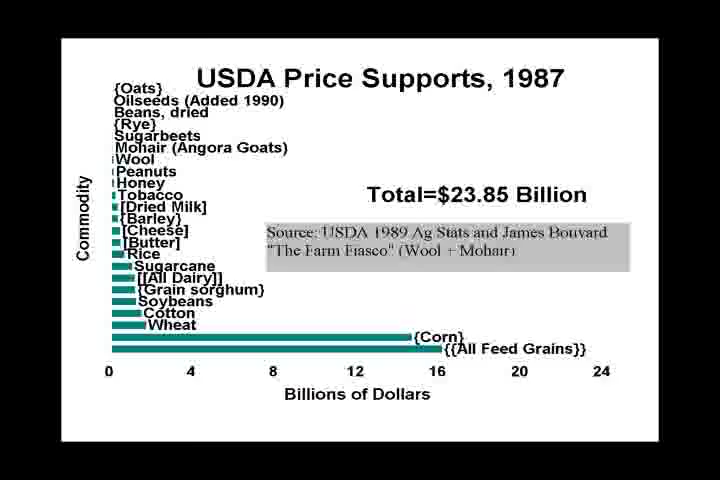 USDA Price Supports, 1987
{Oats}
Oilseeds (Added 1990)
Beans, dried
{Rye}
Sugarbeets
Mohair (Angora Goats)
Wool
Peanuts
Honey
Tobacco
[Dried Milk]
{Barley}
[Cheese]
[Butter]
Rice
Sugarcane
[[All Dairy]]
{Grain sorghum}
Soybeans
Cotton
Wheat
{Corn}
{{All Feed Grains}}
Commodity
Total=$23.85 Billion
Source: USDA 1989 Ag Stats and James Bouvard
"The Farm Fiasco" (Wool + Mohair)
0 4 8 12 16 20 24
Billions of Dollars